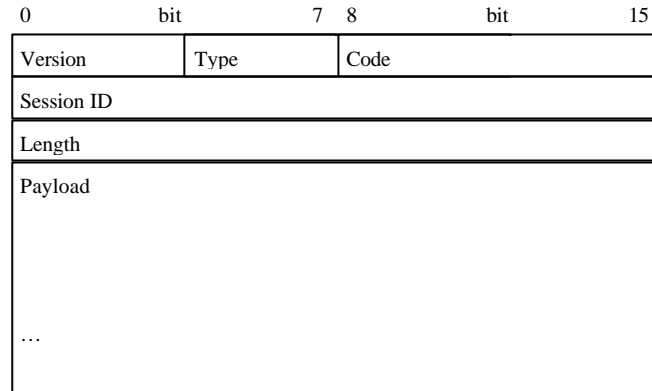 0 bit 7 8 bit 15
Version Type Code
Session ID
Length
Payload
…